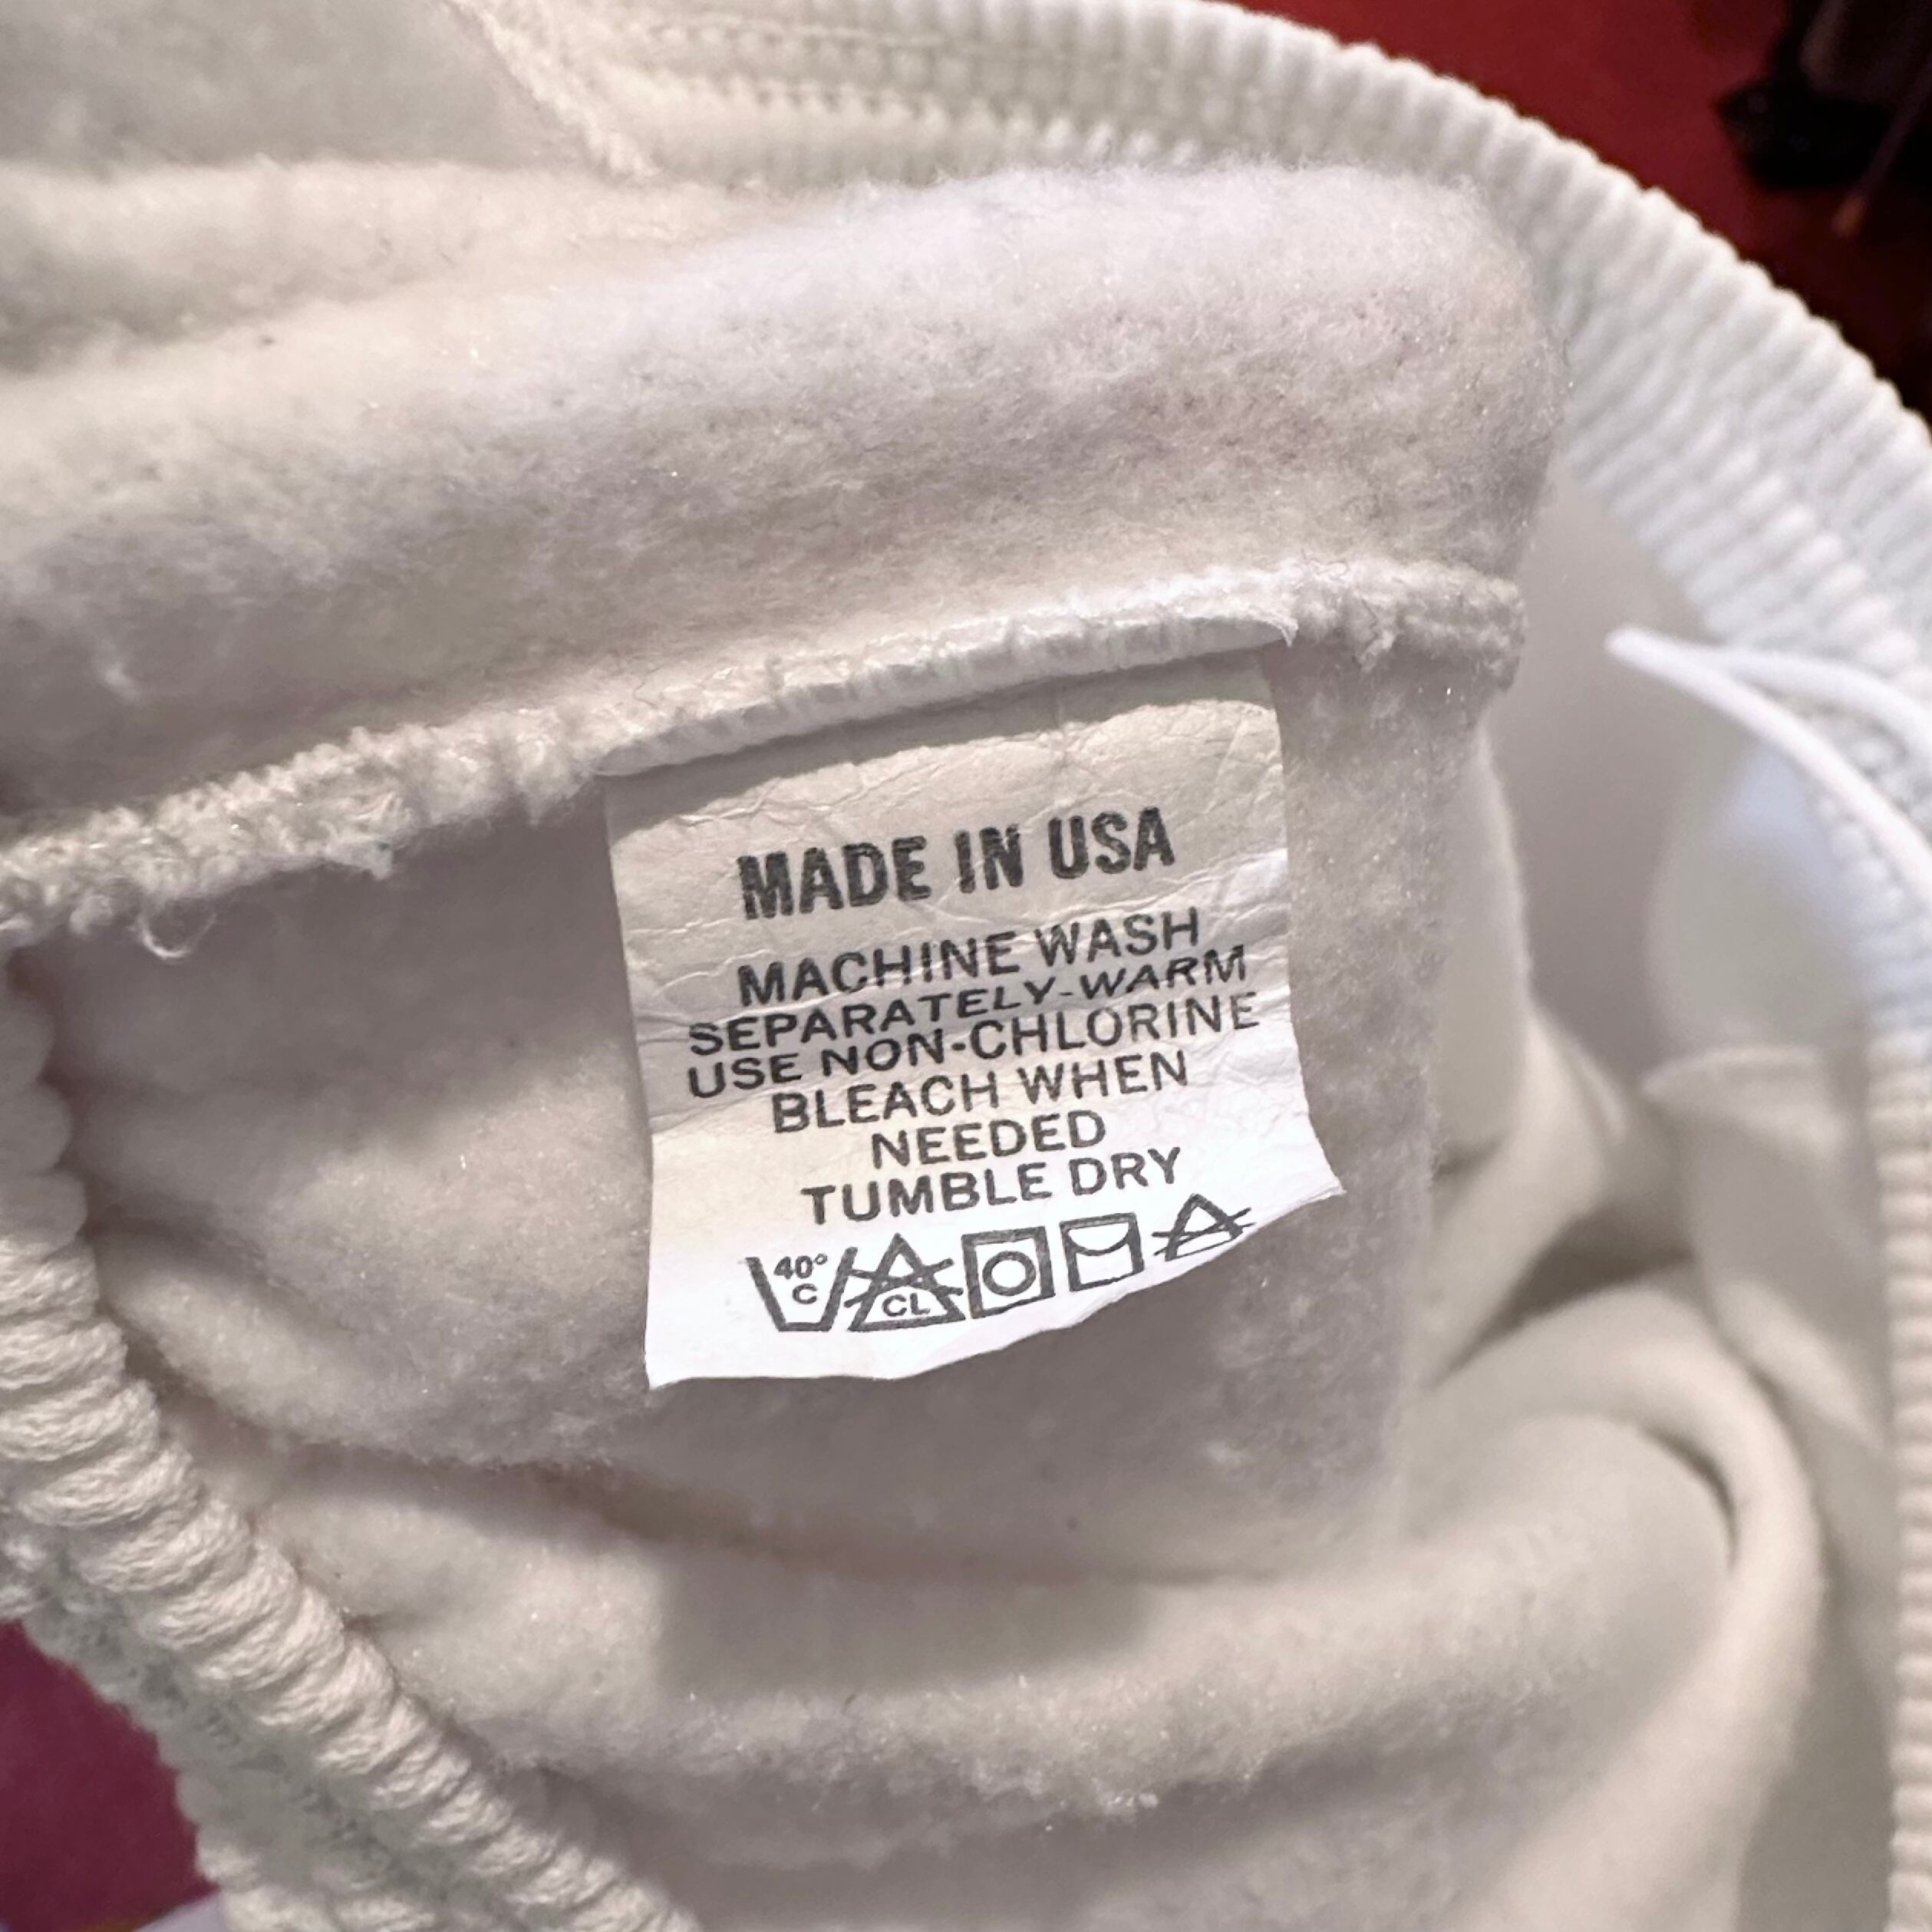 MADE IN USA
MACHINE WASH
SEPARATELY-WARM
USE NON-CHLORINE
BLEACH WHEN
NEEDED
TUMBLE DRY
40°
C
CL